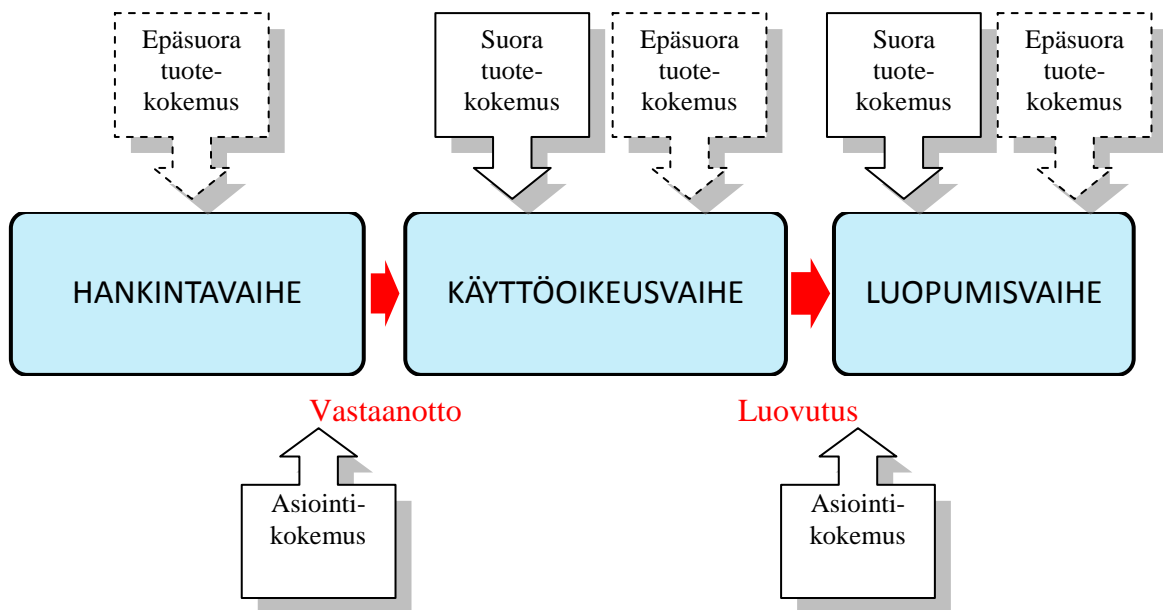 Epäsuora
tuote-
kokemus
Suora
tuote-
kokemus
Epäsuora
tuote-
kokemus
Suora
tuote-
kokemus
Epäsuora
tuote-
kokemus
HANKINTAVAIHE
KÄYTTÖOIKEUSVAIHE
LUOPUMISVAIHE
Vastaanotto
Luovutus
Asiointi-
kokemus
Asiointi-
kokemus